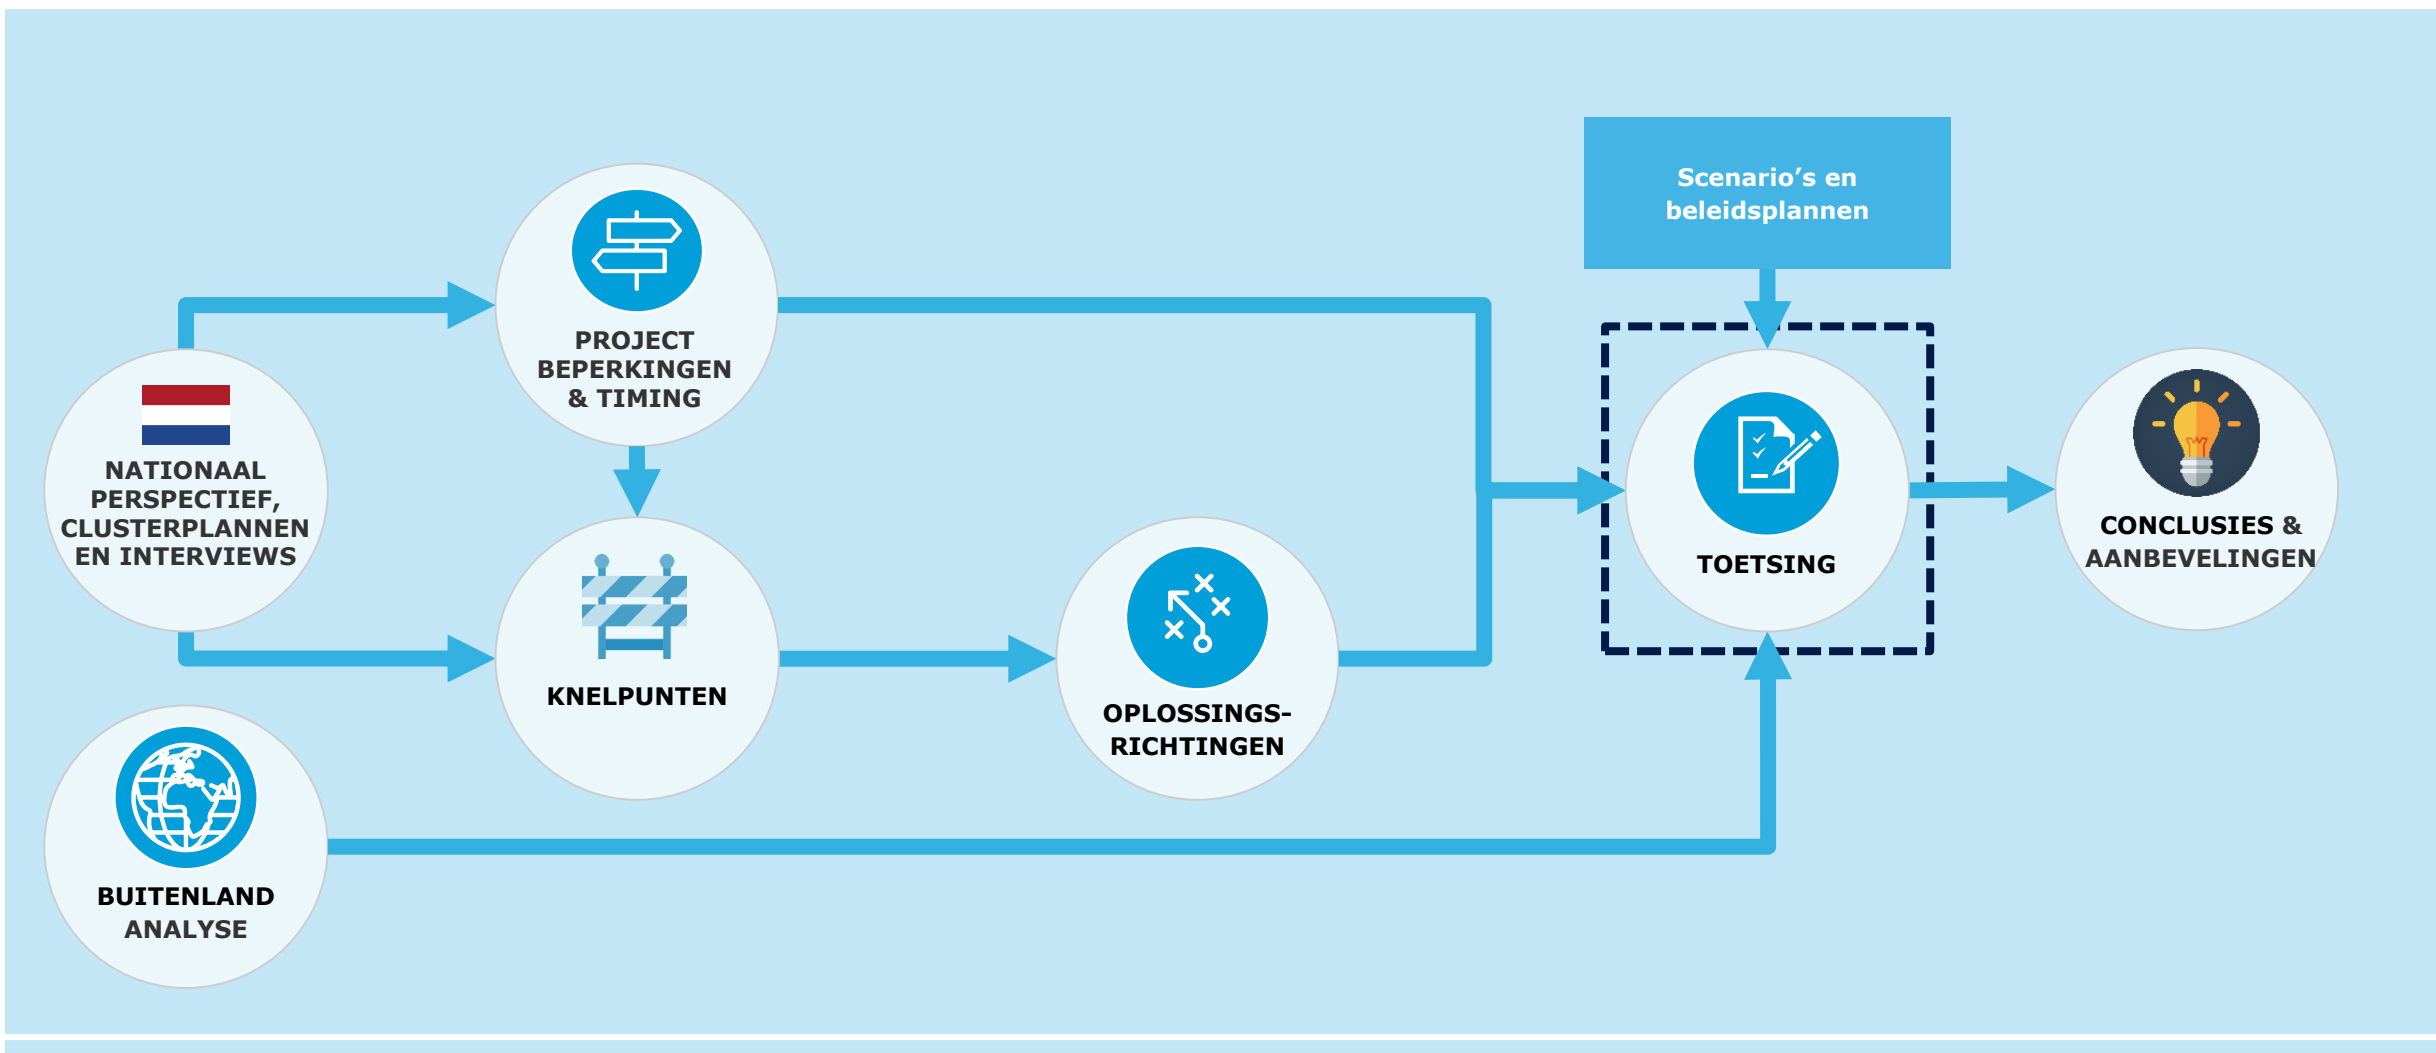 Scenario’s en
beleidsplannen
PROJECT
BEPERKINGEN
& TIMING
NATIONAAL
PERSPECTIEF,
CLUSTERPLANNEN
EN INTERVIEWS
KNELPUNTEN
OPLOSSINGS-
RICHTINGEN
TOETSING
CONCLUSIES &
AANBEVELINGEN
BUITENLAND
ANALYSE